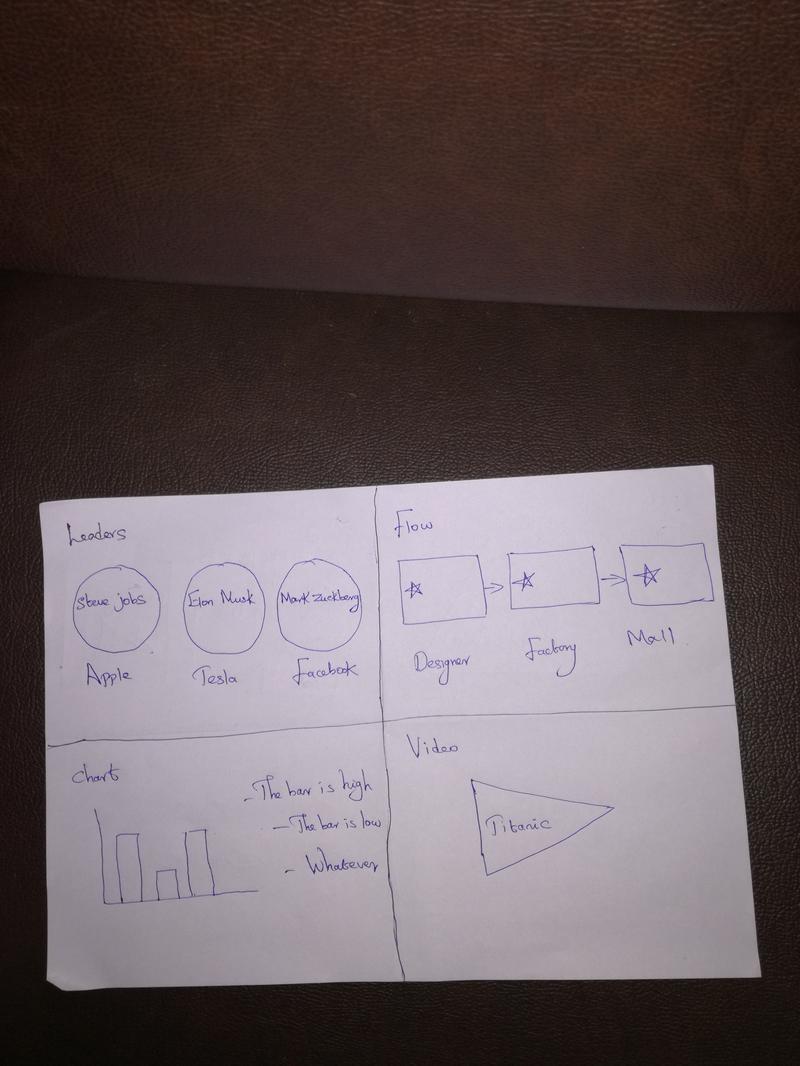 Leaders
Steve jobs
Elon Musk
Mark Zuckberg
Apple
Tesla
Facebook
Flow
Designer
Factory
Mall
Chart
- The bar is high
- The bar is low
- Whatever
Video
Titanic